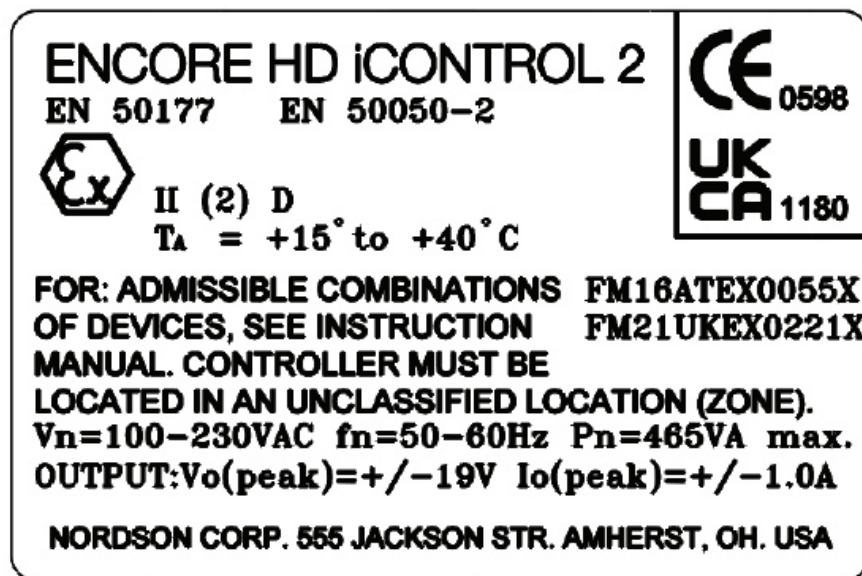 ENCORE HD iCONTROL 2
EN 50177 EN 50050-2
CE 0598
Ex
UK
CA 1180
II (2) D
TA = +15° to +40°C
FOR: ADMISSIBLE COMBINATIONS FM16ATEX0055X
OF DEVICES, SEE INSTRUCTION FM21UKEX0221X
MANUAL. CONTROLLER MUST BE
LOCATED IN AN UNCLASSIFIED LOCATION (ZONE).
Vn=100-230VAC fn=50-60Hz Pn=465VA max.
OUTPUT:Vo(peak)=+/-19V Io(peak)=+/-1.0A
NORDSON CORP. 555 JACKSON STR. AMHERST, OH. USA